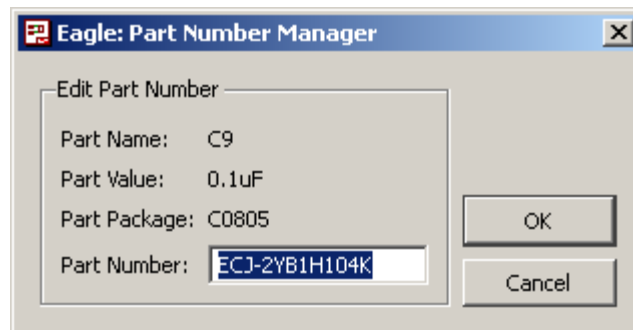 Eagle: Part Number Manager
Edit Part Number
Part Name: C9
Part Value: 0.1uF
Part Package: C0805
Part Number: ECJ-2YB1H104K
OK
Cancel